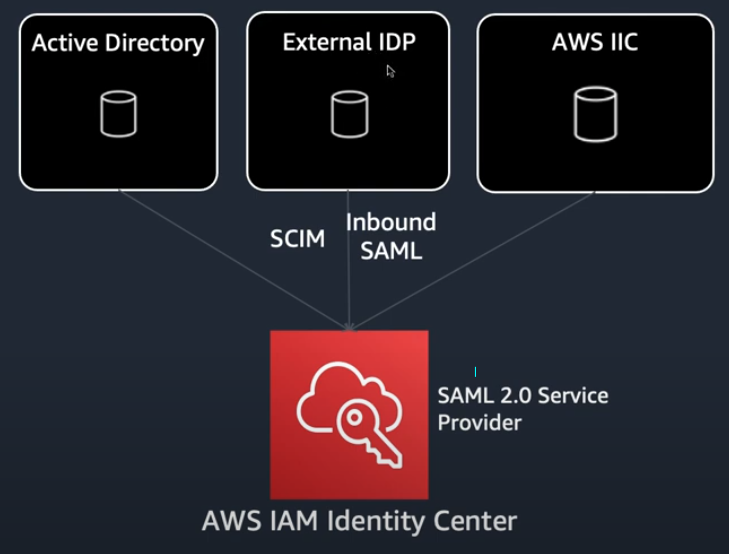 Active Directory
External IDP
AWS IIC
SCIM
Inbound
SAML
SAML 2.0 Service
Provider
AWS IAM Identity Center